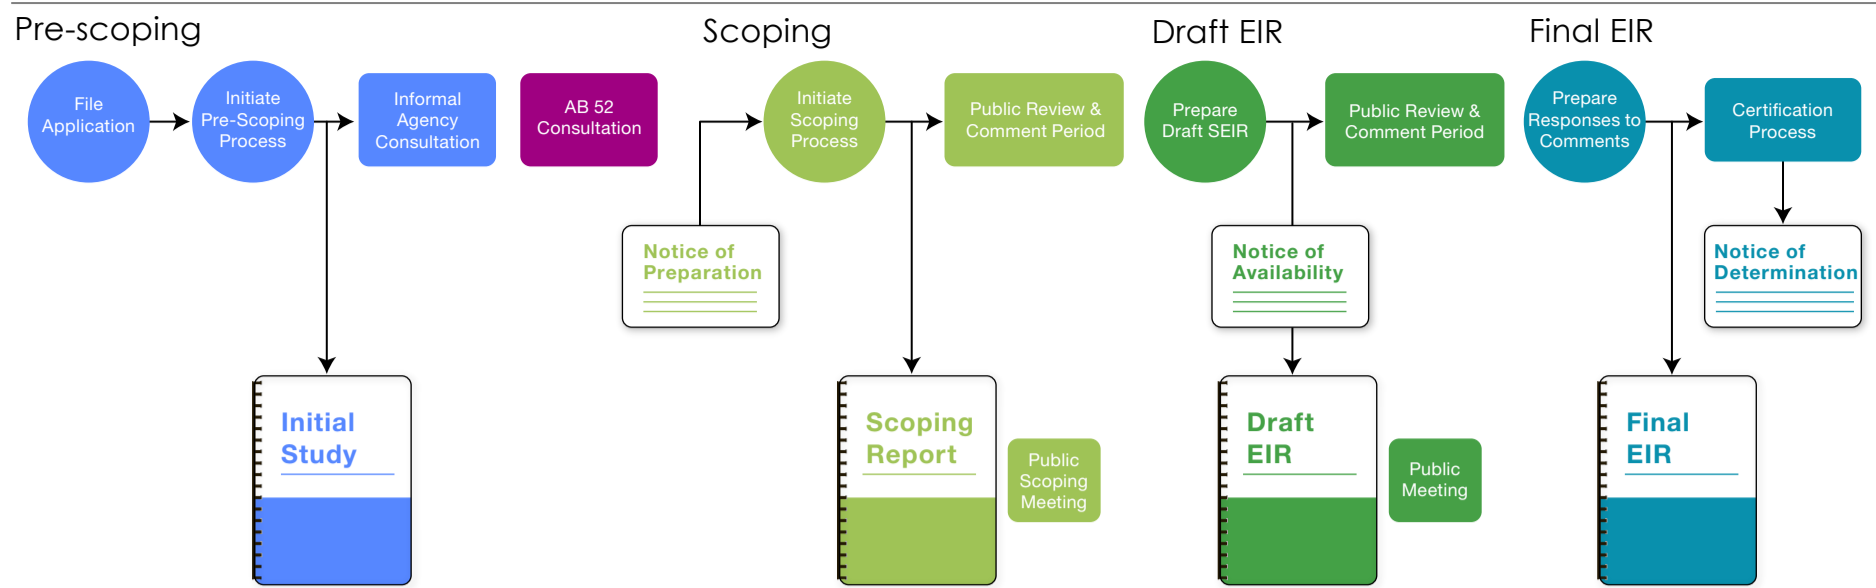 Pre-scoping
File
Application
Initiate
Pre-Scoping
Process
Informal
Agency
Consultation
AB 52
Consultation
Initial
Study
Scoping
Initiate
Scoping
Process
Public Review &
Comment Period
Notice of
Preparation
Scoping
Report
Public
Scoping
Meeting
Draft EIR
Prepare
Draft SEIR
Public Review &
Comment Period
Notice of
Availability
Draft
EIR
Public
Meeting
Final EIR
Prepare
Responses to
Comments
Certification
Process
Notice of
Determination
Final
EIR